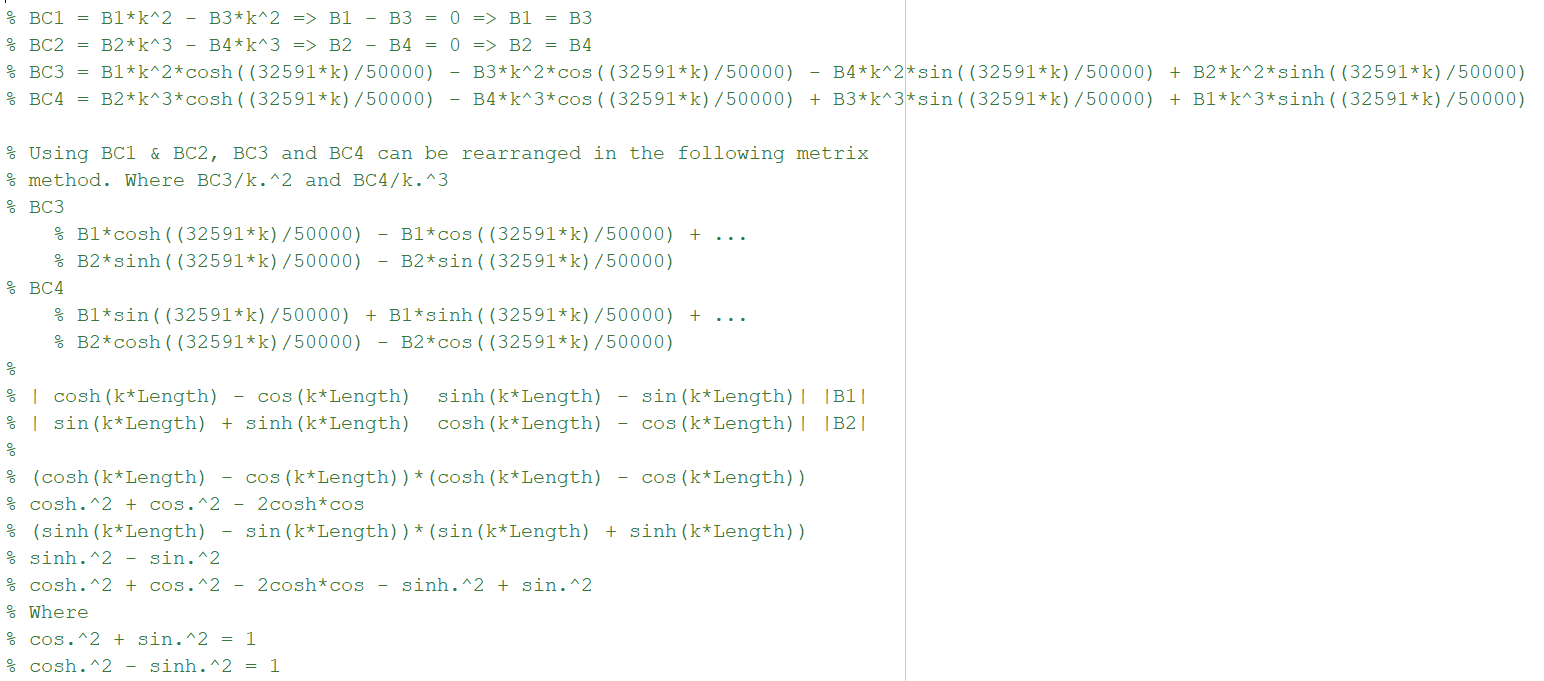 % BC1 = B1*k^2 - B3*k^2 => B1 - B3 = 0 => B1 = B3
% BC2 = B2*k^3 - B4*k^3 => B2 - B4 = 0 => B2 = B4
% BC3 = B1*k^2*cosh((32591*k)/50000) - B3*k^2*cos((32591*k)/50000) - B4*k^2*sin((32591*k)/50000) + B2*k^2*sinh((32591*k)/50000)
% BC4 = B2*k^3*cosh((32591*k)/50000) - B4*k^3*cos((32591*k)/50000) + B3*k^3*sin((32591*k)/50000) + B1*k^3*sinh((32591*k)/50000)

% Using BC1 & BC2, BC3 and BC4 can be rearranged in the following metrix
% method. Where BC3/k.^2 and BC4/k.^3
% BC3
    % B1*cosh((32591*k)/50000) - B1*cos((32591*k)/50000) + ...
    % B2*sinh((32591*k)/50000) - B2*sin((32591*k)/50000)
% BC4
    % B1*sin((32591*k)/50000) + B1*sinh((32591*k)/50000) + ...
    % B2*cosh((32591*k)/50000) - B2*cos((32591*k)/50000)
%
% | cosh(k*Length) - cos(k*Length)  sinh(k*Length) - sin(k*Length)| |B1|
% | sin(k*Length) + sinh(k*Length)  cosh(k*Length) - cos(k*Length)| |B2|
%
% (cosh(k*Length) - cos(k*Length))*(cosh(k*Length) - cos(k*Length))
% cosh.^2 + cos.^2 - 2cosh*cos
% (sinh(k*Length) - sin(k*Length))*(sin(k*Length) + sinh(k*Length))
% sinh.^2 - sin.^2
% cosh.^2 + cos.^2 - 2cosh*cos - sinh.^2 + sin.^2
% Where
% cos.^2 + sin.^2 = 1
% cosh.^2 - sinh.^2 = 1